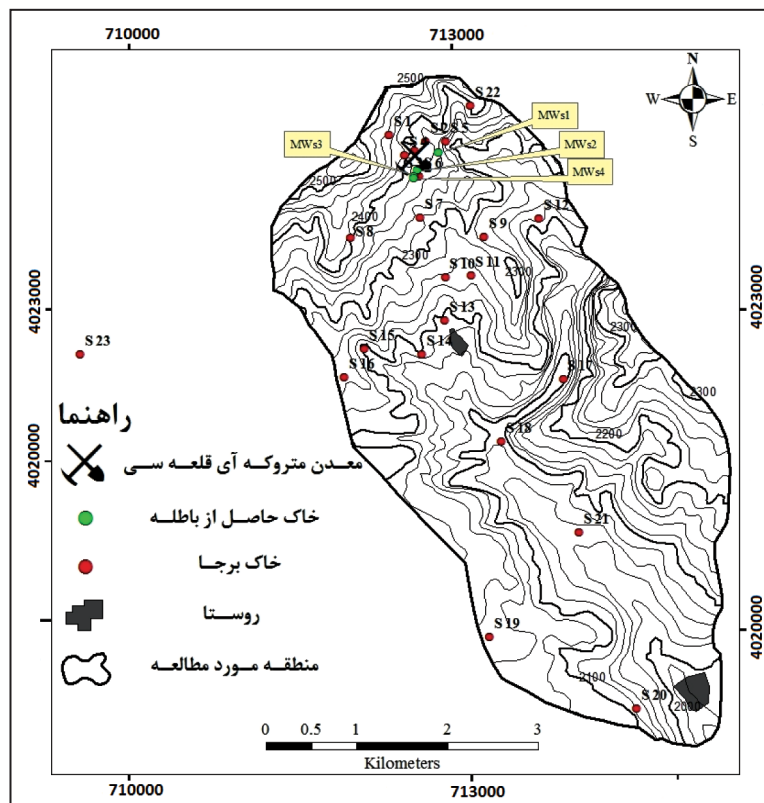 710000
713000
N
W
E
S
2500
S 22
S 1
S 2
S 5
MWs1
MWs3
MWs2
S 6
MWs4
2500
S 7
2400
S 8
S 12
S 9
2300
S 10
S 11
2300
4023000
4023000
S 13
2300
S 23
S 15
S 14
S 16
2300
راهنما
S 18
2200
معدن متروکه آی قلعه سی
4020000
خاک حاصل از باطله
S 21
خاک برجا
روستا
S 19
4020000
منطقه مورد مطالعه
2100
S 20
2000
0 0.5 1 2 3
Kilometers
710000
713000